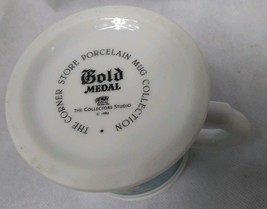 THE CORNER STORE PORCELAIN MUG COLLECTION
Gold
MEDAL
THE COLLECTORS STUDIO